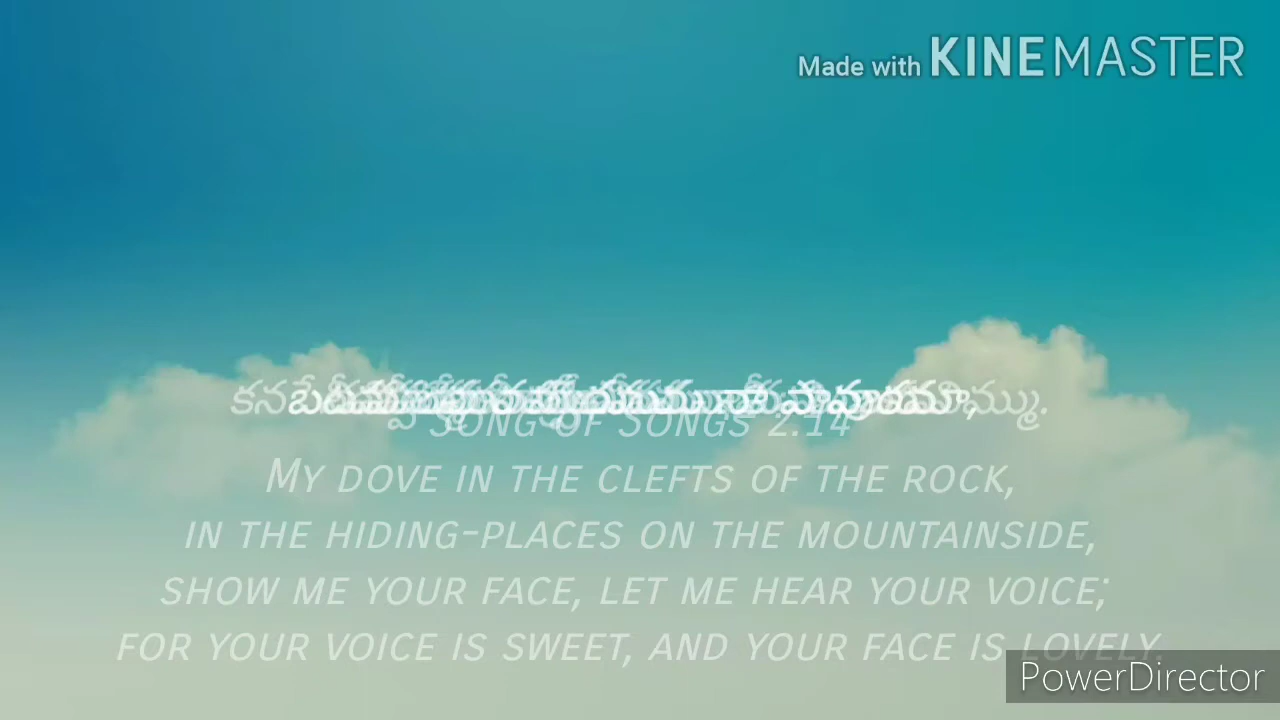 Made with KINEMASTER
SONG OF SONGS 2:14
MY DOVE IN THE CLEFTS OF THE ROCK,
IN THE HIDING-PLACES ON THE MOUNTAINSIDE,
SHOW ME YOUR FACE, LET ME HEAR YOUR VOICE;
FOR YOUR VOICE IS SWEET, AND YOUR FACE IS LOVELY.
PowerDirector